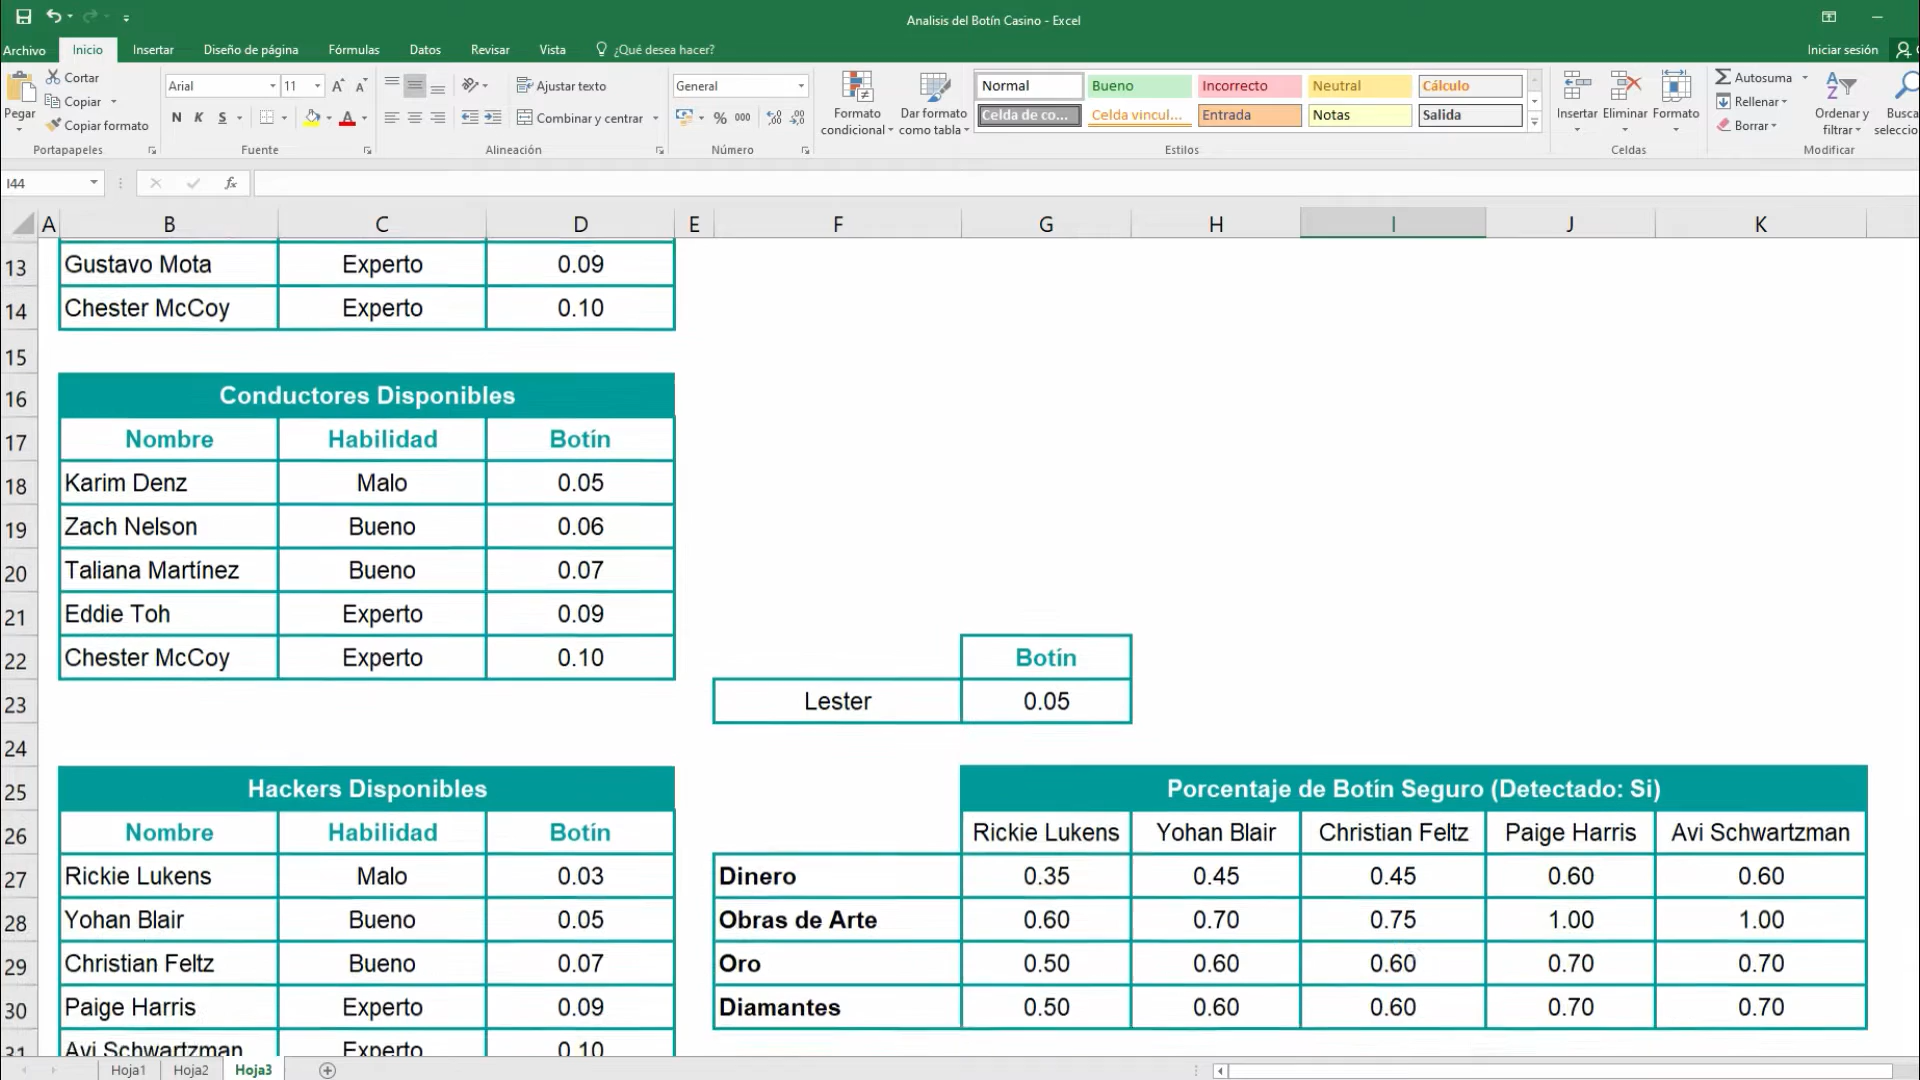 Analisis del Botín Casino - Excel
Archivo Inicio Insertar Diseño de página Fórmulas Datos Revisar Vista ¿Qué desea hacer? Iniciar sesión
Pegar
Cortar
Copiar
Copiar formato
Portapapeles
Arial 11
N K S
Fuente
Ajustar texto
Combinar y centrar
Alineación
General
% 000
Número
Formato condicional
Dar formato como tabla
Normal Bueno Incorrecto Neutral Cálculo
Celda de co... Celda vincul... Entrada Notas Salida
Estilos
Insertar Eliminar Formato
Celdas
Autosuma
Rellenar
Borrar
Ordenar y filtrar
Modificar
I44 fx
A B C D E F G H I J K
13 Gustavo Mota Experto 0.09
14 Chester McCoy Experto 0.10
15
16 Conductores Disponibles
17 Nombre Habilidad Botín
18 Karim Denz Malo 0.05
19 Zach Nelson Bueno 0.06
20 Taliana Martínez Bueno 0.07
21 Eddie Toh Experto 0.09
22 Chester McCoy Experto 0.10 Botín
23 Lester 0.05
24
25 Hackers Disponibles Porcentaje de Botín Seguro (Detectado: Si)
26 Nombre Habilidad Botín Rickie Lukens Yohan Blair Christian Feltz Paige Harris Avi Schwartzman
27 Rickie Lukens Malo 0.03 Dinero 0.35 0.45 0.45 0.60 0.60
28 Yohan Blair Bueno 0.05 Obras de Arte 0.60 0.70 0.75 1.00 1.00
29 Christian Feltz Bueno 0.07 Oro 0.50 0.60 0.60 0.70 0.70
30 Paige Harris Experto 0.09 Diamantes 0.50 0.60 0.60 0.70 0.70
31 Avi Schwartzman Experto 0.10
Hoja1 Hoja2 Hoja3